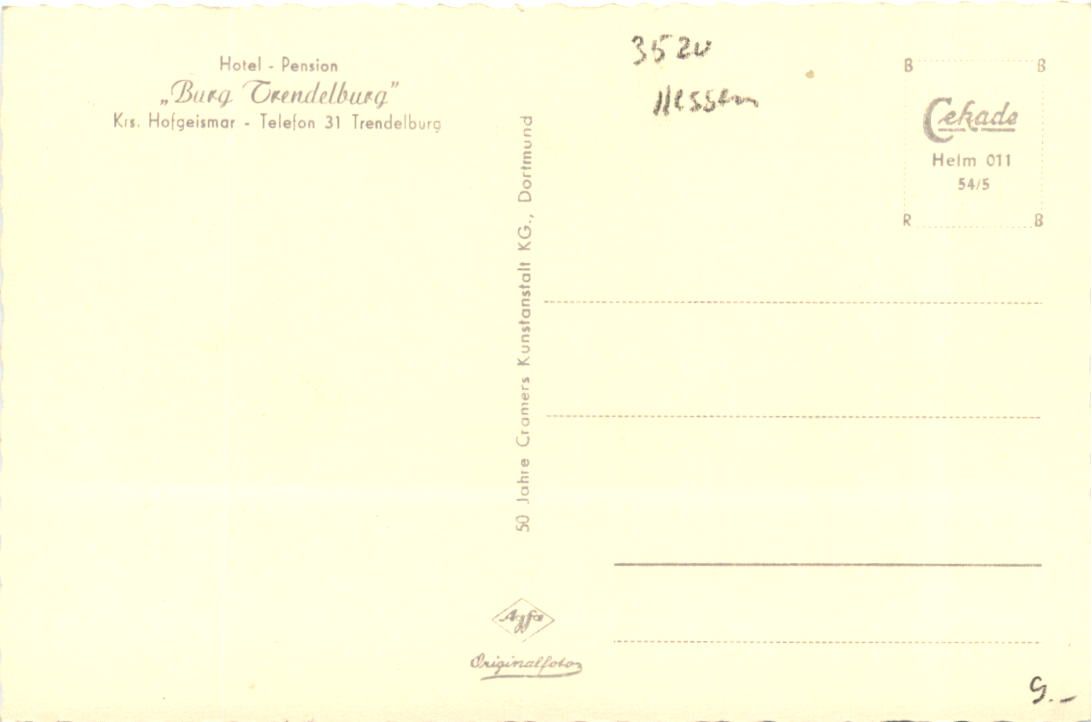 Hotel - Pension
„Burg Trendelburg”
Krs. Hofgeismar - Telefon 31 Trendelburg
50 Jahre Cramers Kunstanstalt KG., Dortmund
Agfa
Originalfoto
3520
Hessen
B B
Cekade
Helm 011
54/5
R B
9.-